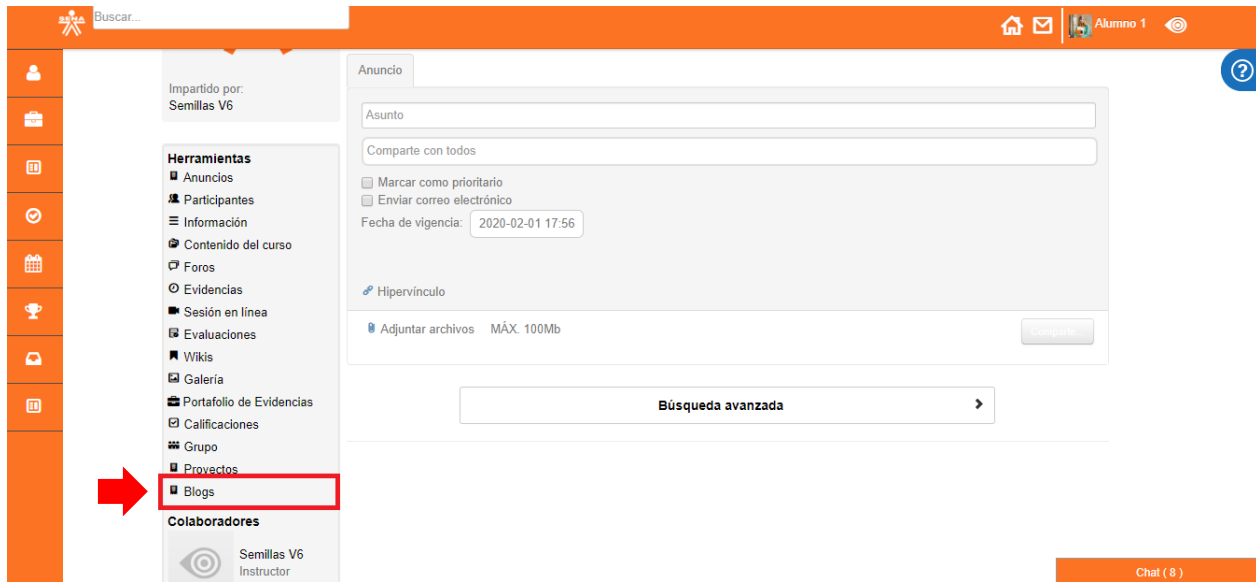 SENA
Buscar...
Alumno 1
Impartido por:
Semillas V6
Herramientas
Anuncios
Participantes
Información
Contenido del curso
Foros
Evidencias
Sesión en línea
Evaluaciones
Wikis
Galería
Portafolio de Evidencias
Calificaciones
Grupo
Proyectos
Blogs
Colaboradores
Semillas V6
Instructor
Anuncio
Asunto
Comparte con todos
Marcar como prioritario
Enviar correo electrónico
Fecha de vigencia: 2020-02-01 17:56
Hipervínculo
Adjuntar archivos MÁX. 100Mb
Búsqueda avanzada
Chat ( 8 )